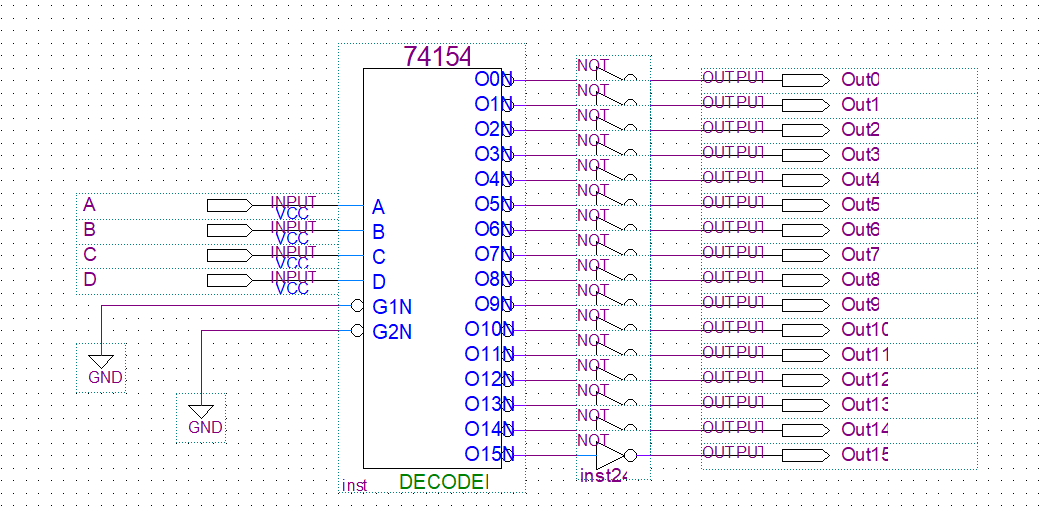 74154
NOT
O0N OUTPUT Out0
NOT
O1N OUTPUT Out1
NOT
O2N OUTPUT Out2
NOT
O3N OUTPUT Out3
NOT
O4N OUTPUT Out4
NOT
A INPUT VCC A O5N OUTPUT Out5
NOT
B VCC B O6N OUTPUT Out6
NOT
C INPUT VCC C O7N OUTPUT Out7
NOT
D INPUT VCC D O8N OUTPUT Out8
NOT
G1N O9N OUTPUT Out9
NOT
G2N O10N OUTPUT Out10
NOT
O11N OUTPUT Out11
NOT
GND O12N OUTPUT Out12
NOT
O13N OUTPUT Out13
NOT
GND O14N OUTPUT Out14
NOT
O15N OUTPUT Out15
inst24
inst DECODEI